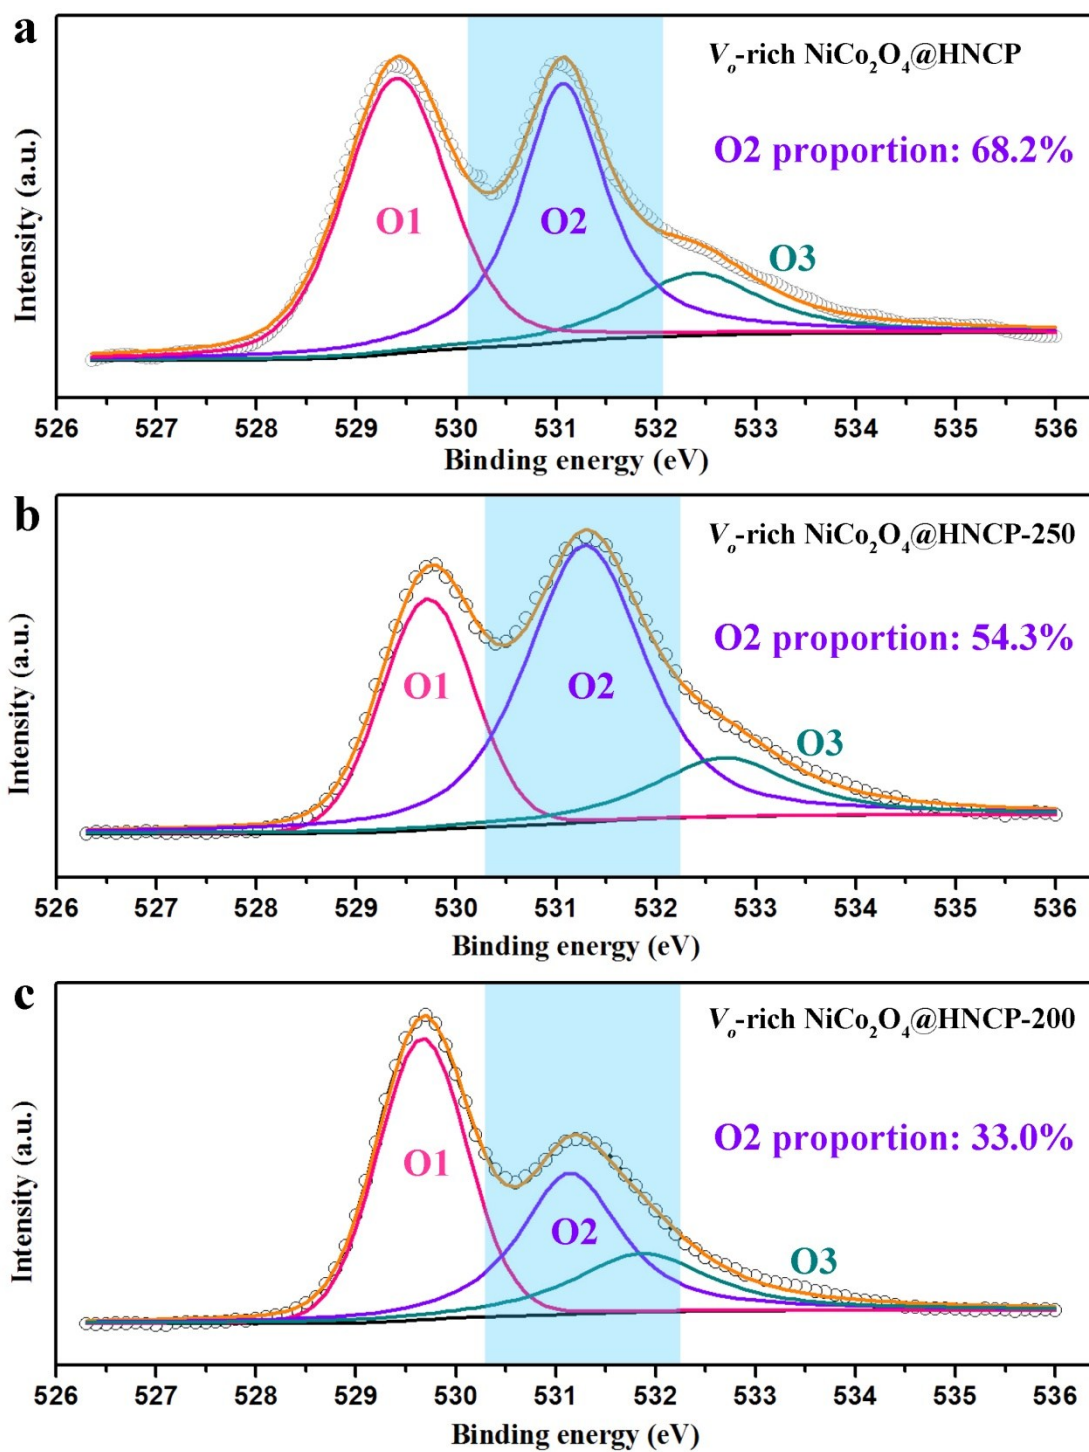 a
V_o-rich NiCo₂O₄@HNCP
O2 proportion: 68.2%
O1
O2
O3
Intensity (a.u.)
526 527 528 529 530 531 532 533 534 535 536
Binding energy (eV)
b
V_o-rich NiCo₂O₄@HNCP-250
O2 proportion: 54.3%
O1
O2
O3
Intensity (a.u.)
526 527 528 529 530 531 532 533 534 535 536
Binding energy (eV)
c
V_o-rich NiCo₂O₄@HNCP-200
O2 proportion: 33.0%
O1
O2
O3
Intensity (a.u.)
526 527 528 529 530 531 532 533 534 535 536
Binding energy (eV)